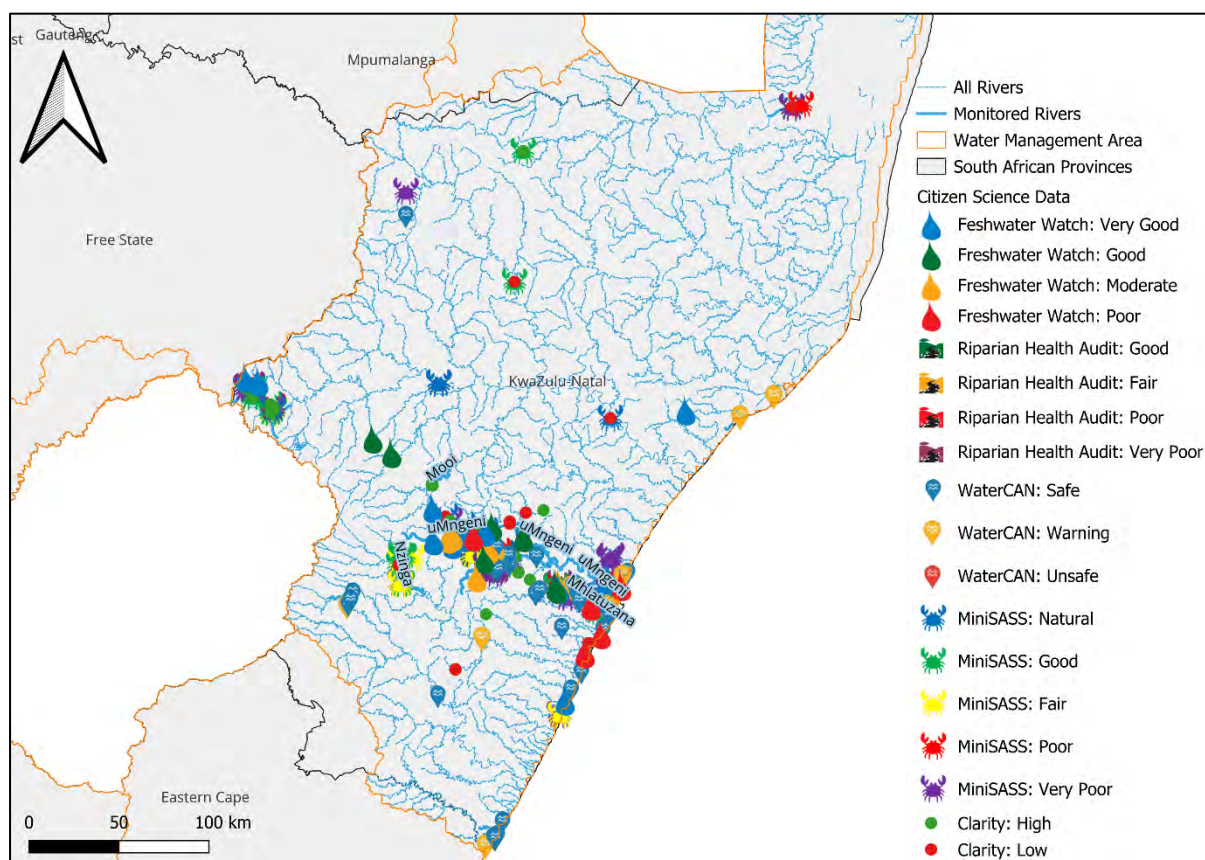 st
Gauteng
Mpumalanga
Free State
KwaZulu-Natal
Mooi
uMngeni
uMngeni
uMngeni
Nzinga
Mhlatuzana
Eastern Cape
0 50 100 km
All Rivers
Monitored Rivers
Water Management Area
South African Provinces
Citizen Science Data
Feshwater Watch: Very Good
Freshwater Watch: Good
Freshwater Watch: Moderate
Freshwater Watch: Poor
Riparian Health Audit: Good
Riparian Health Audit: Fair
Riparian Health Audit: Poor
Riparian Health Audit: Very Poor
WaterCAN: Safe
WaterCAN: Warning
WaterCAN: Unsafe
MiniSASS: Natural
MiniSASS: Good
MiniSASS: Fair
MiniSASS: Poor
MiniSASS: Very Poor
Clarity: High
Clarity: Low